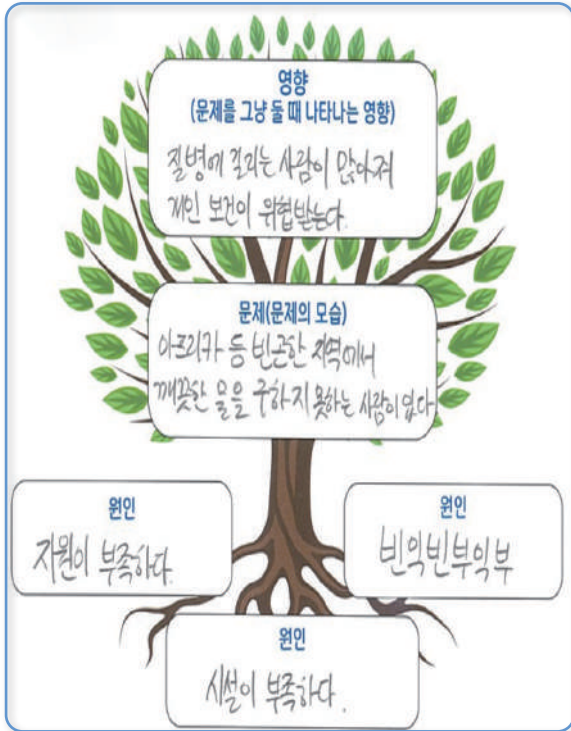 영향
(문제를 그냥 둘 때 나타나는 영향)
질병에 걸리는 사람이 많아져
개인 보건이 위협받는다.
문제(문제의 모습)
아프리카 등 빈곤한 지역에서
깨끗한 물을 구하지 못하는 사람이 있다
원인
자원이 부족하다.
원인
빈익빈부익부
원인
시설이 부족하다.